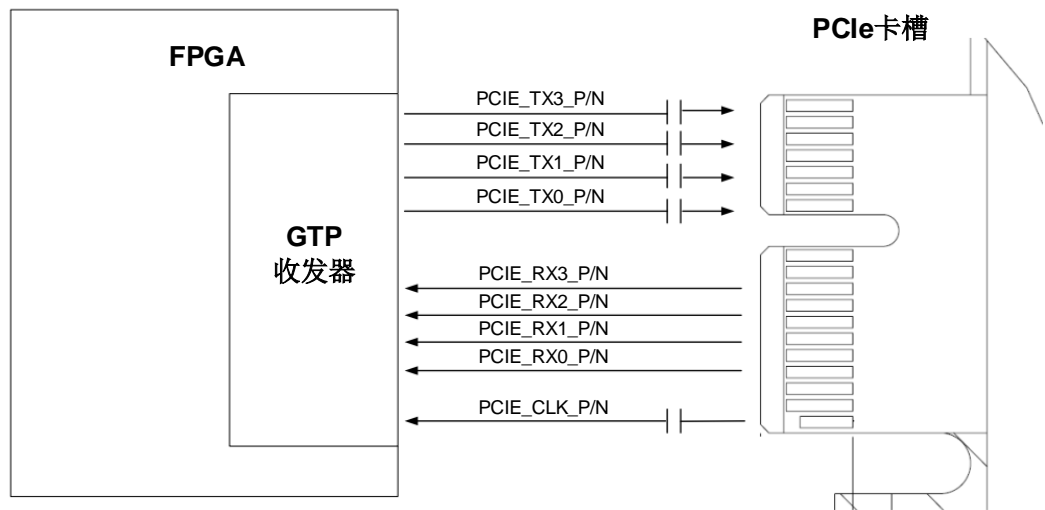 PCIe卡槽
FPGA
PCIE_TX3_P/N
PCIE_TX2_P/N
PCIE_TX1_P/N
PCIE_TX0_P/N
GTP
收发器
PCIE_RX3_P/N
PCIE_RX2_P/N
PCIE_RX1_P/N
PCIE_RX0_P/N
PCIE_CLK_P/N